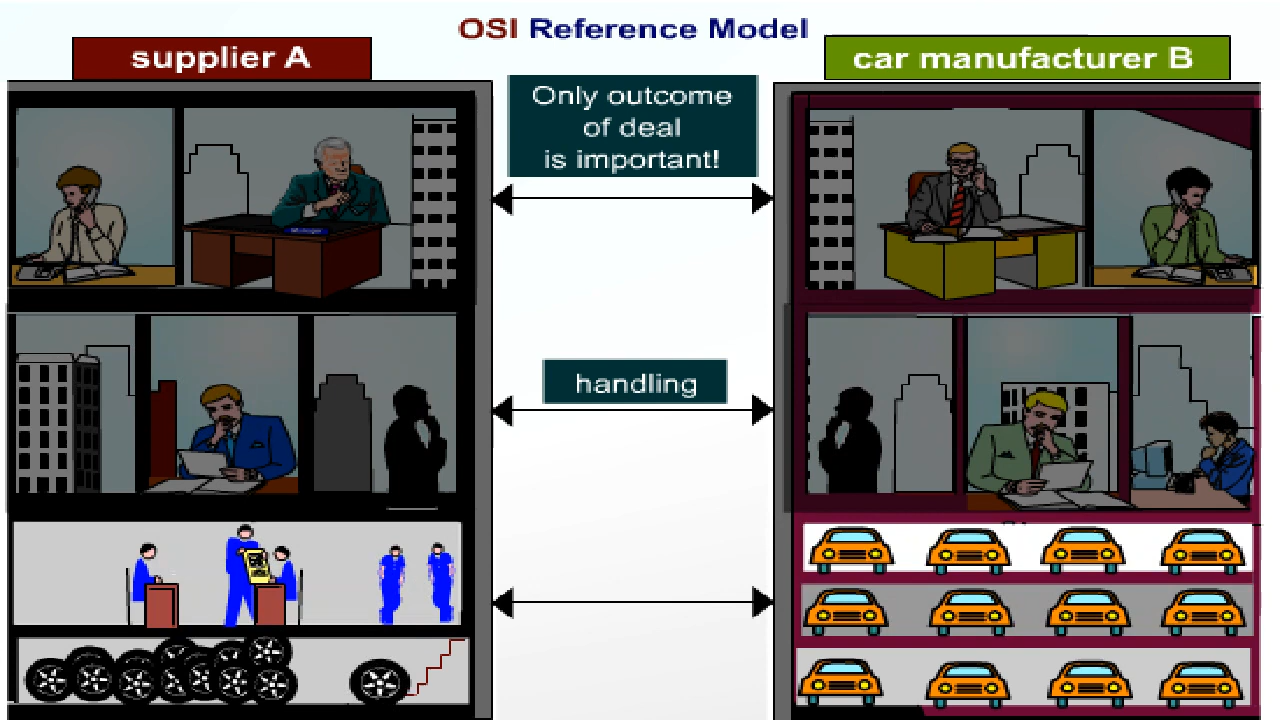 OSI Reference Model
supplier A
car manufacturer B
Only outcome
of deal
is important!
handling